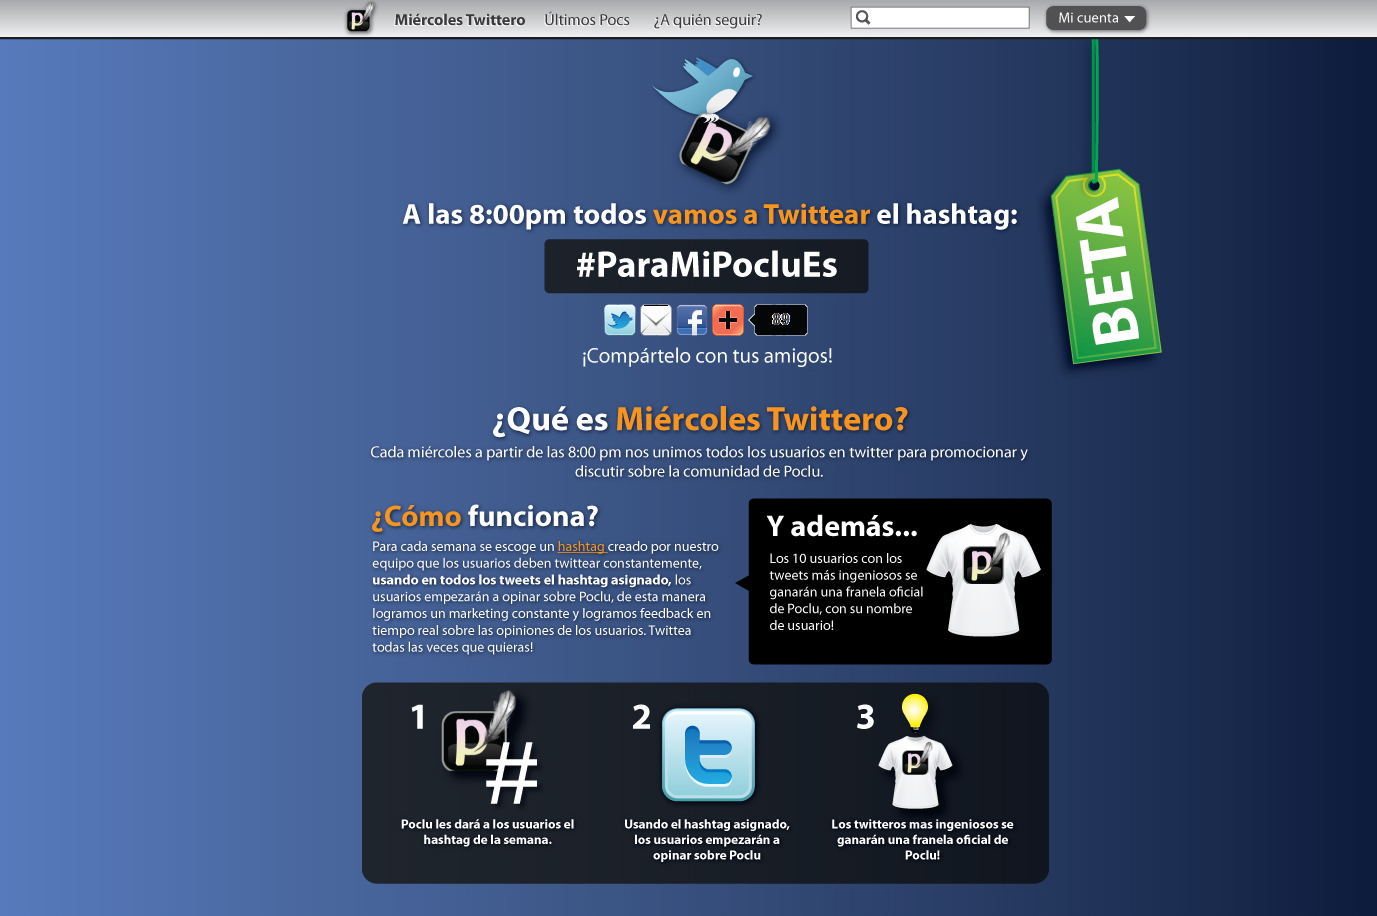 p
Miércoles Twittero Últimos Pocs ¿A quién seguir?
Mi cuenta
p
A las 8:00pm todos vamos a Twittear el hashtag:
#ParaMiPocluEs
f + 89
¡Compártelo con tus amigos!
BETA
¿Qué es Miércoles Twittero?
Cada miércoles a partir de las 8:00 pm nos unimos todos los usuarios en twitter para promocionar y
discutir sobre la comunidad de Poclu.
¿Cómo funciona?
Para cada semana se escoge un hashtag creado por nuestro
equipo que los usuarios deben twittear constantemente,
usando en todos los tweets el hashtag asignado, los
usuarios empezarán a opinar sobre Poclu, de esta manera
logramos un marketing constante y logramos feedback en
tiempo real sobre las opiniones de los usuarios. Twittea
todas las veces que quieras!
Y además...
Los 10 usuarios con los
tweets más ingeniosos se
ganarán una franela oficial
de Poclu, con su nombre
de usuario!
p
1
p
#
Poclu les dará a los usuarios el
hashtag de la semana.
2
t
Usando el hashtag asignado,
los usuarios empezarán a
opinar sobre Poclu
3
p
Los twitteros mas ingeniosos se
ganarán una franela oficial de
Poclu!